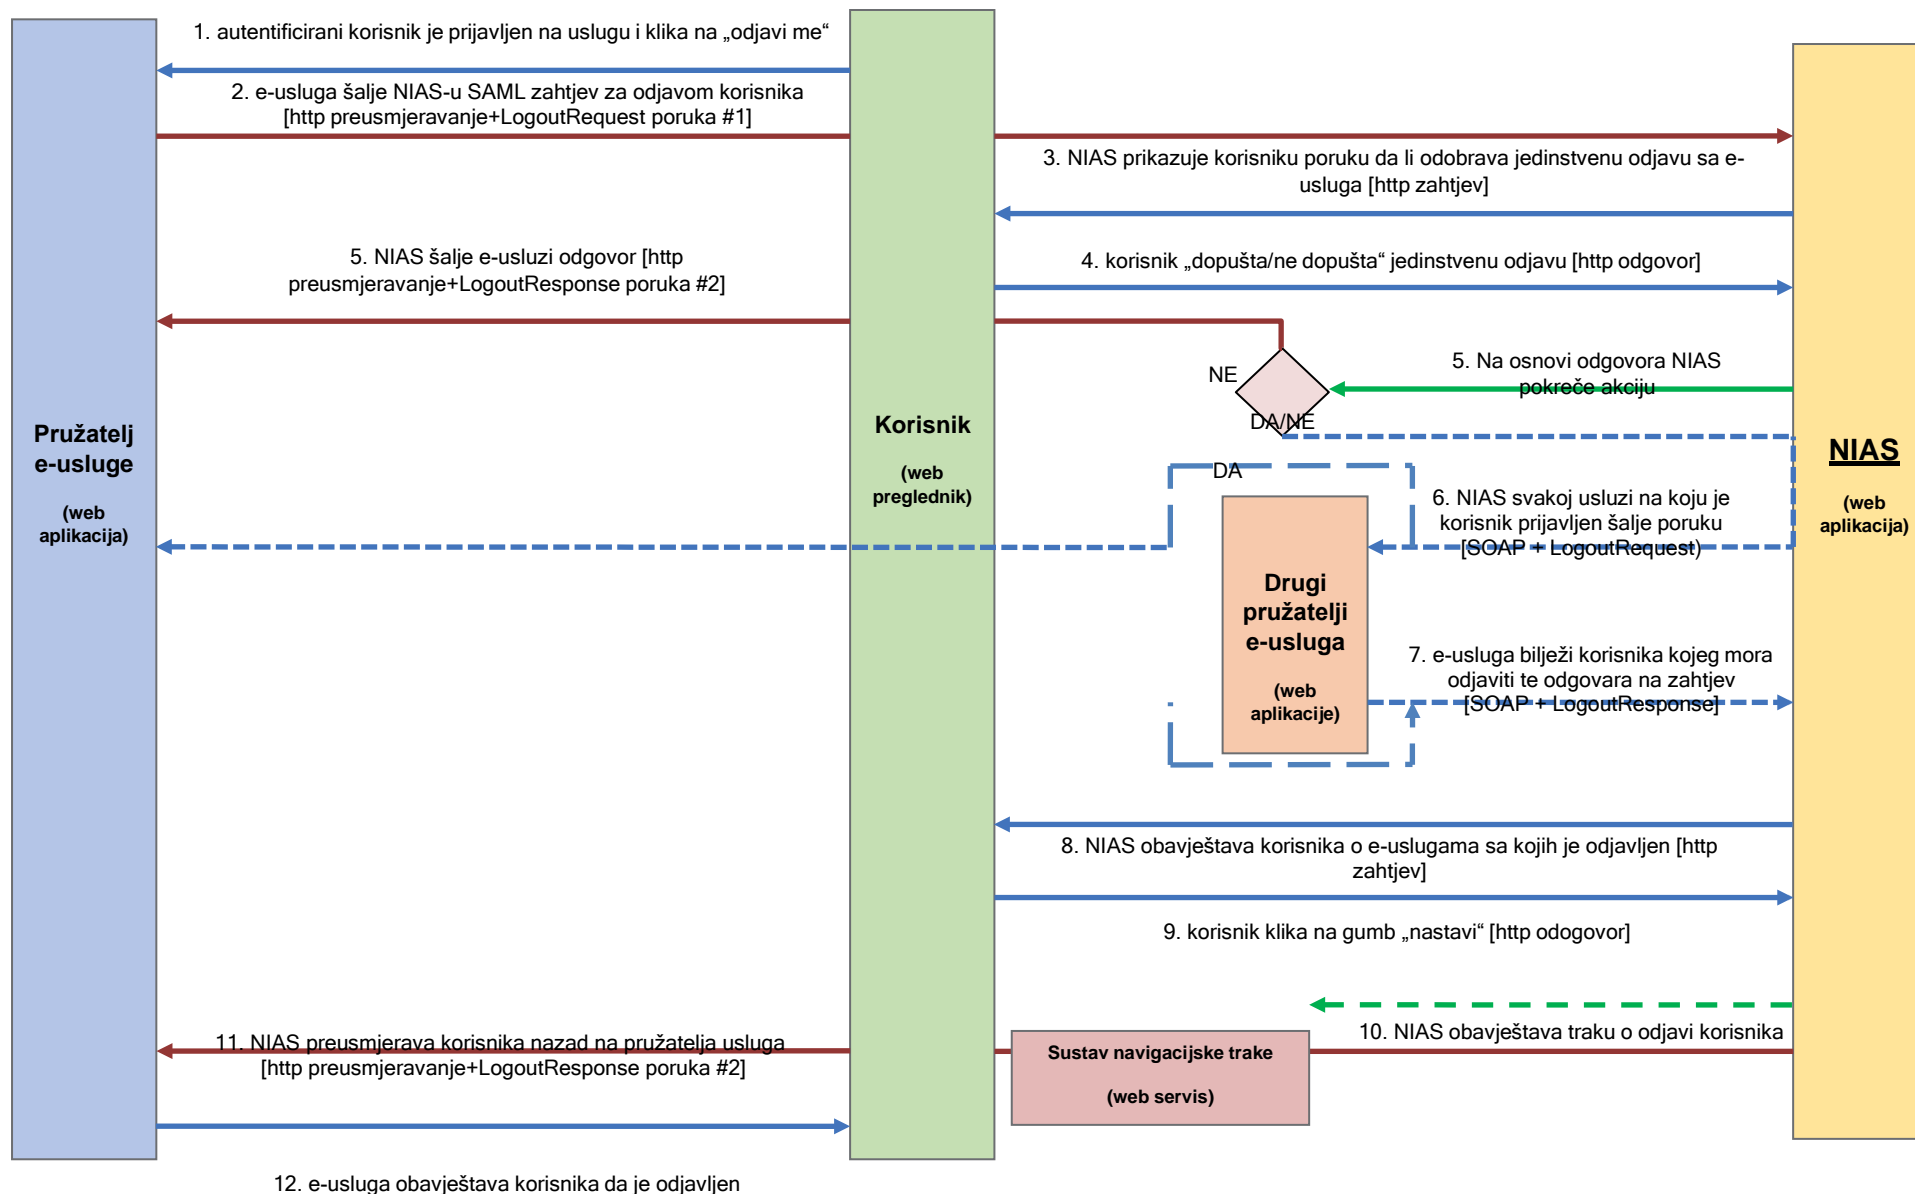 1. autentificirani korisnik je prijavljen na uslugu i klika na „odjavi me“
2. e-usluga šalje NIAS-u SAML zahtjev za odjavom korisnika
[http preusmjeravanje+LogoutRequest poruka #1]
3. NIAS prikazuje korisniku poruku da li odobrava jedinstvenu odjavu sa e-
usluga [http zahtjev]
4. korisnik „dopušta/ne dopušta“ jedinstvenu odjavu [http odgovor]
5. NIAS šalje e-usluzi odgovor [http
preusmjeravanje+LogoutResponse poruka #2]
5. Na osnovi odgovora NIAS
pokreče akciju
NE
DA/NE
DA
Pružatelj
e-usluge
(web
aplikacija)
Korisnik
(web
preglednik)
NIAS
(web
aplikacija)
6. NIAS svakoj usluzi na koju je
korisnik prijavljen šalje poruku
[SOAP + LogoutRequest)
Drugi
pružatelji
e-usluga
(web
aplikacije)
7. e-usluga bilježi korisnika kojeg mora
odjaviti te odgovara na zahtjev
[SOAP + LogoutResponse]
8. NIAS obavještava korisnika o e-uslugama sa kojih je odjavljen [http
zahtjev]
9. korisnik klika na gumb „nastavi“ [http odogovor]
10. NIAS obavještava traku o odjavi korisnika
Sustav navigacijske trake
(web servis)
11. NIAS preusmjerava korisnika nazad na pružatelja usluga
[http preusmjeravanje+LogoutResponse poruka #2]
12. e-usluga obavještava korisnika da je odjavljen